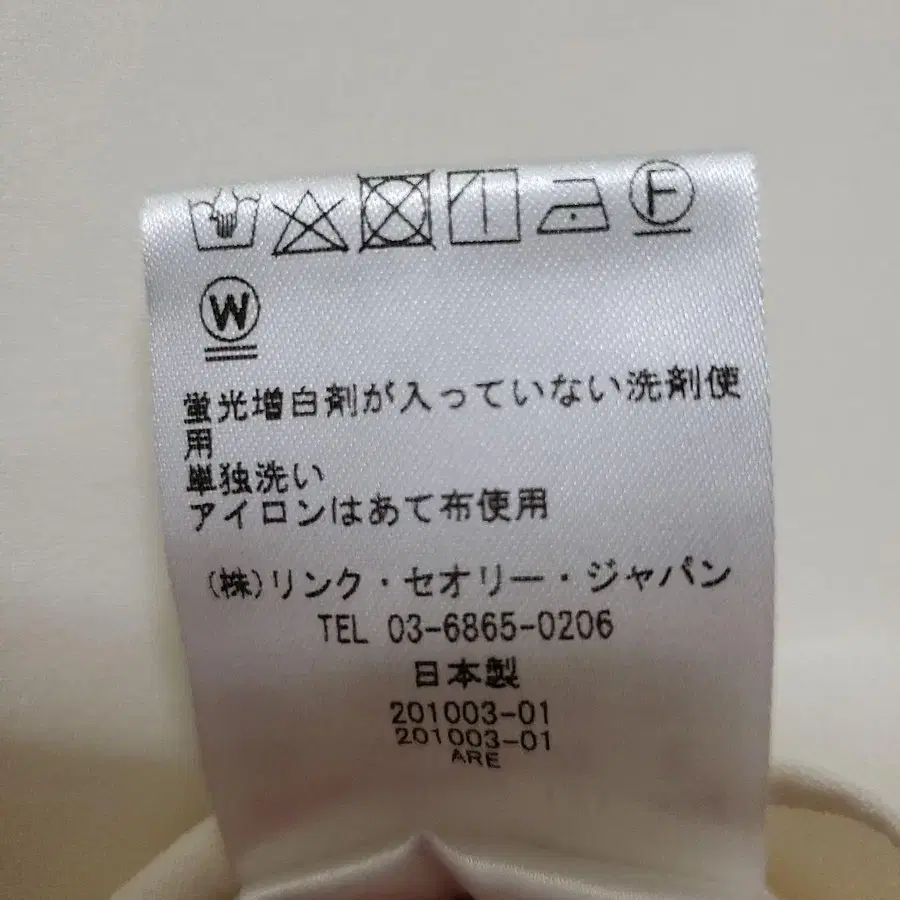 F
W
蛍光増白剤が入っていない洗剤使
用
単独洗い
アイロンはあて布使用
(株)リンク・セオリー・ジャパン
TEL 03-6865-0206
日本製
201003-01
201003-01
ARE